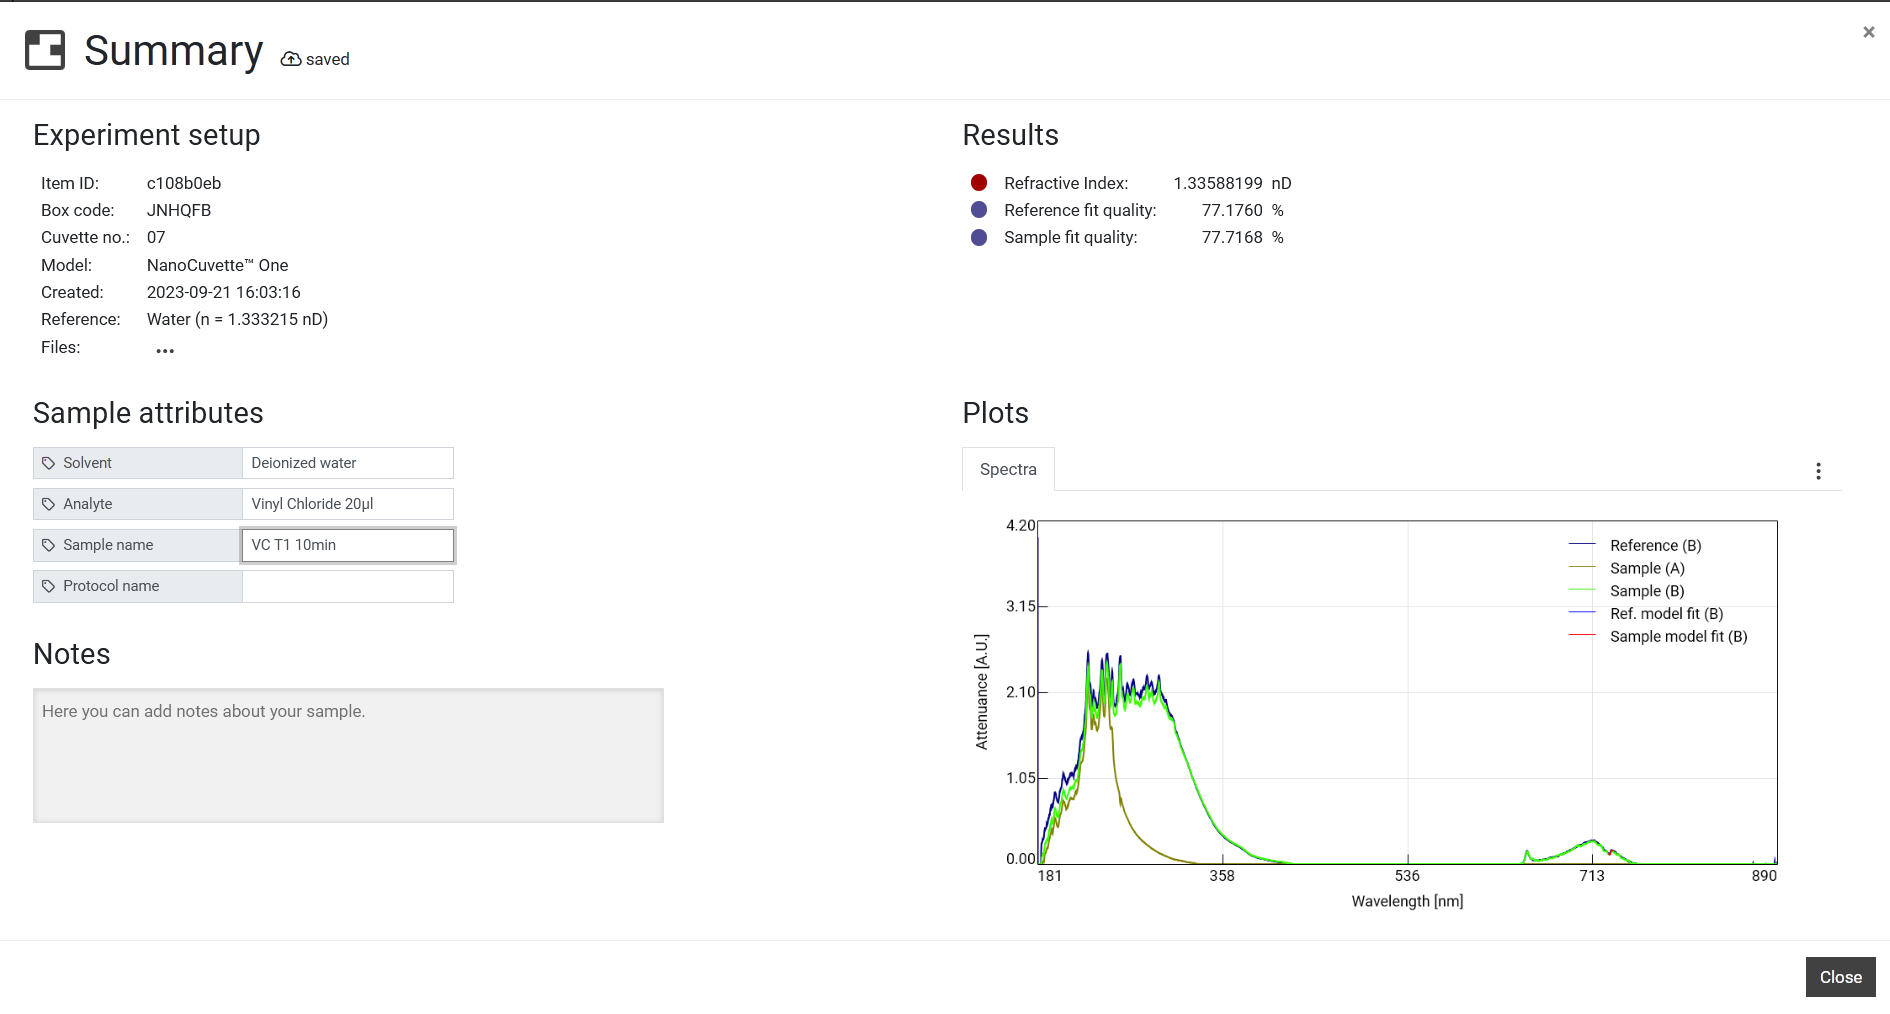 Summary saved
×
Experiment setup
Item ID: c108b0eb
Box code: JNHQFB
Cuvette no.: 07
Model: NanoCuvette™ One
Created: 2023-09-21 16:03:16
Reference: Water (n = 1.333215 nD)
Files: •••
Results
Refractive Index: 1.33588199 nD
Reference fit quality: 77.1760 %
Sample fit quality: 77.7168 %
Sample attributes
Solvent Deionized water
Analyte Vinyl Chloride 20µl
Sample name VC T1 10min
Protocol name
Notes
Here you can add notes about your sample.
Plots
Spectra
4.20
3.15
2.10
1.05
0.00
Attenuance [A.U.]
Reference (B)
Sample (A)
Sample (B)
Ref. model fit (B)
Sample model fit (B)
181 358 536 713 890
Wavelength [nm]
Close